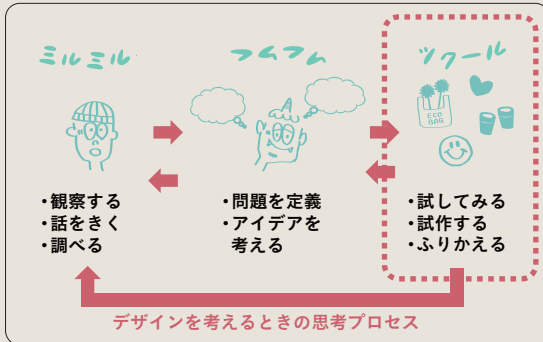 ミルミル
フムフム
ツクール
ECO
BAG
・観察する
・話をきく
・調べる
・問題を定義
・アイデアを
考える
・試してみる
・試作する
・ふりかえる
デザインを考えるときの思考プロセス